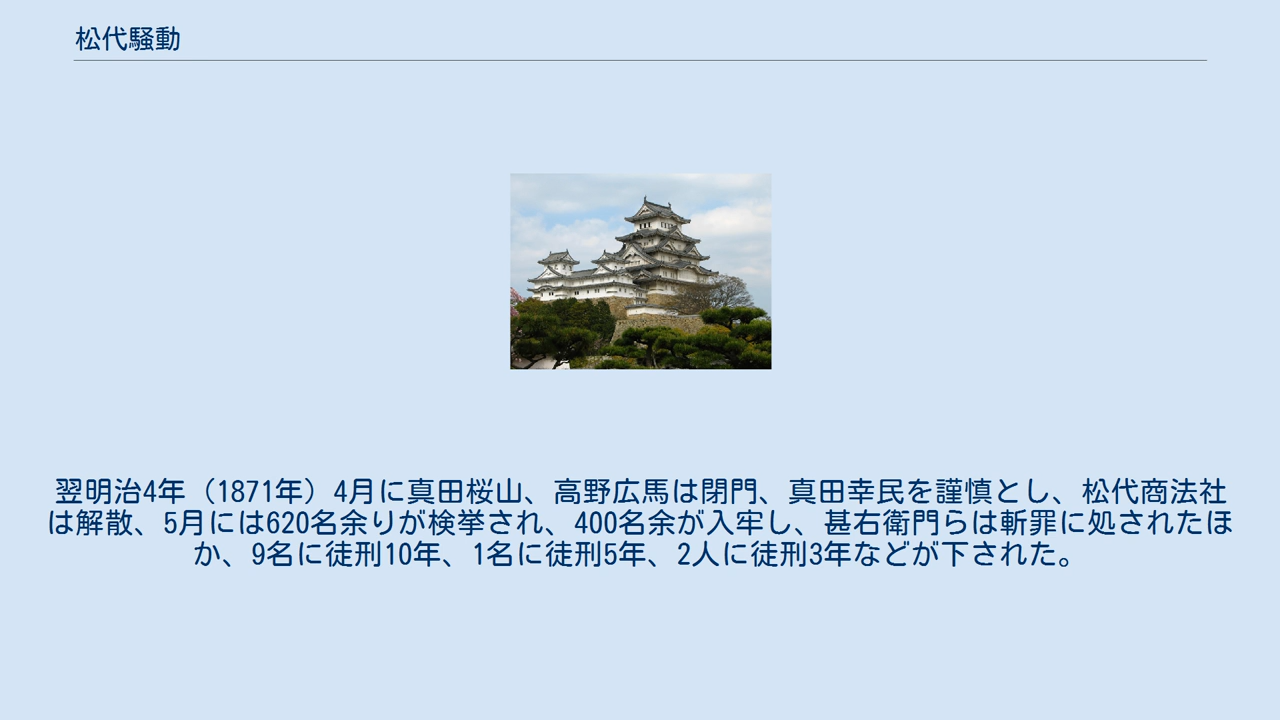 松代騒動
翌明治4年（1871年）4月に真田桜山、高野広馬は閉門、真田幸民を謹慎とし、松代商法社
は解散、5月には620名余りが検挙され、400名余が入牢し、甚右衛門らは斬罪に処されたほ
か、9名に徒刑10年、1名に徒刑5年、2人に徒刑3年などが下された。